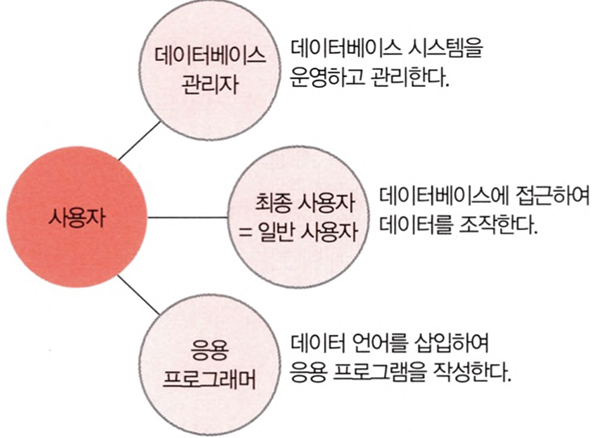 데이터베이스
관리자
데이터베이스 시스템을
운영하고 관리한다.
사용자
최종 사용자
= 일반 사용자
데이터베이스에 접근하여
데이터를 조작한다.
응용
프로그래머
데이터 언어를 삽입하여
응용 프로그램을 작성한다.